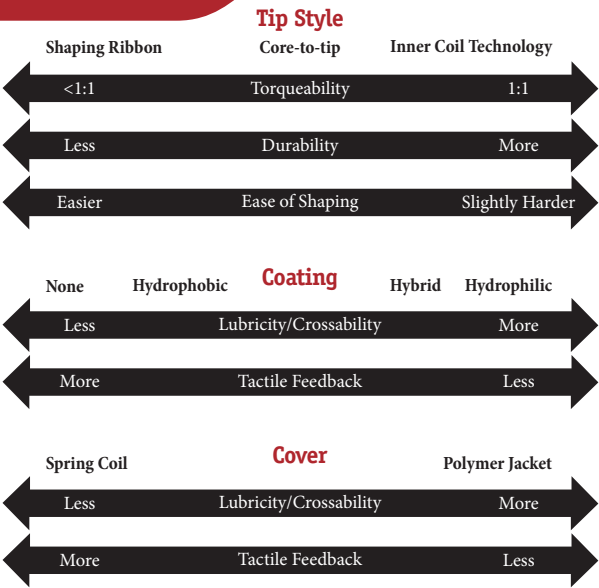 Tip Style
Shaping Ribbon Core-to-tip Inner Coil Technology
<1:1 Torqueability 1:1
Less Durability More
Easier Ease of Shaping Slightly Harder
None Hydrophobic Coating Hybrid Hydrophilic
Less Lubricity/Crossability More
More Tactile Feedback Less
Spring Coil Cover Polymer Jacket
Less Lubricity/Crossability More
More Tactile Feedback Less